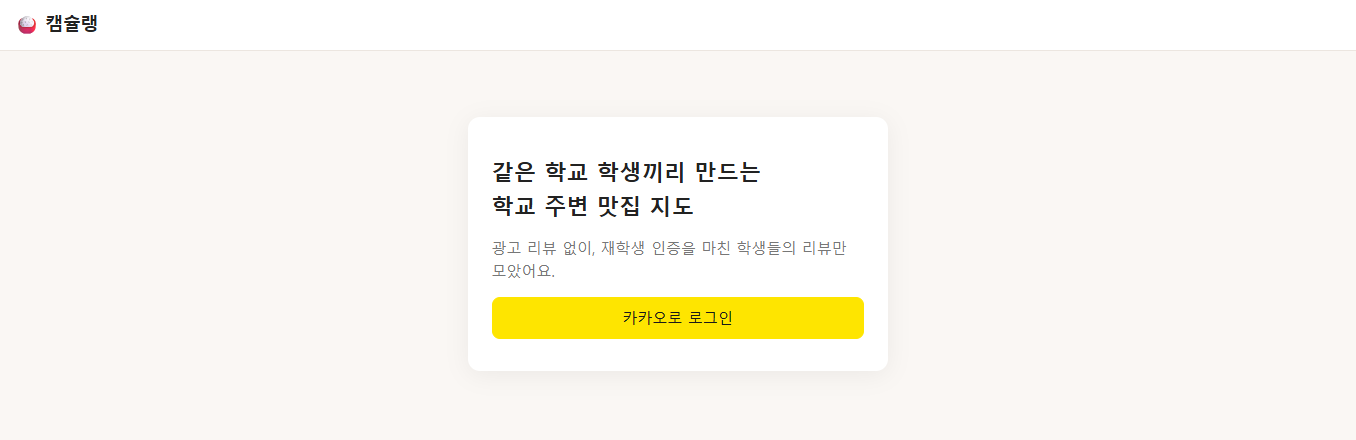 캠슐랭
같은 학교 학생끼리 만드는
학교 주변 맛집 지도
광고 리뷰 없이, 재학생 인증을 마친 학생들의 리뷰만
모았어요.
카카오로 로그인